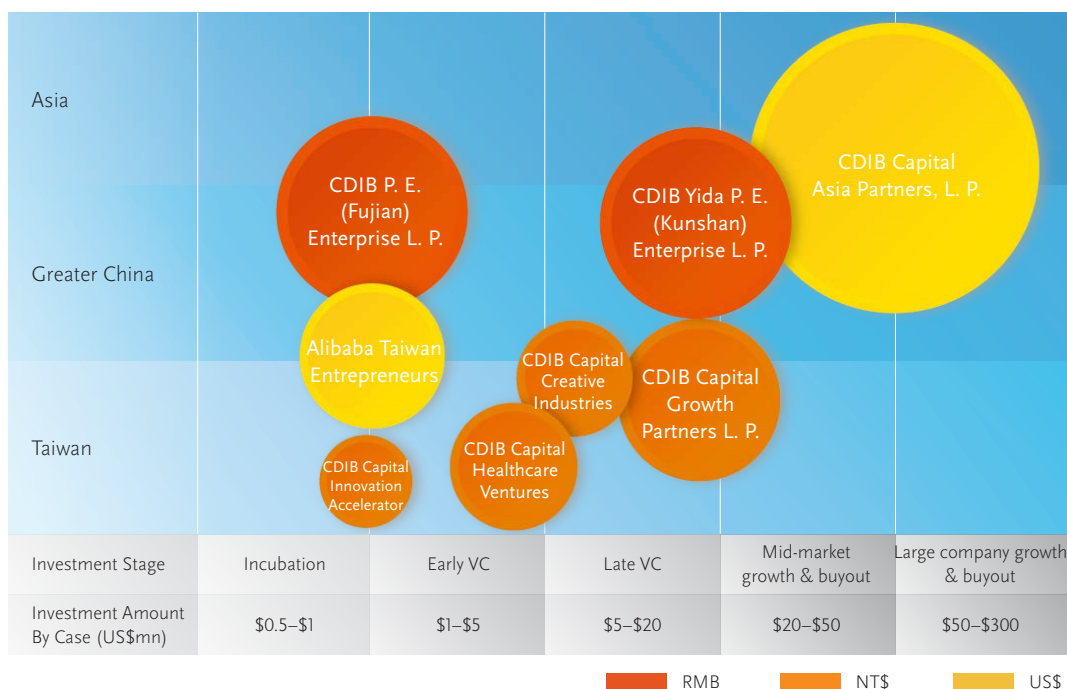 Asia
CDIB Capital
Asia Partners, L. P.
CDIB P. E.
(Fujian)
Enterprise L. P.
CDIB Yida P. E.
(Kunshan)
Enterprise L. P.
Greater China
Alibaba Taiwan
Entrepreneurs
CDIB Capital
Creative
Industries
CDIB Capital
Growth
Partners L. P.
Taiwan
CDIB Capital
Healthcare
Ventures
CDIB Capital
Innovation
Accelerator
Investment Stage
Incubation
Early VC
Late VC
Mid-market
growth & buyout
Large company growth
& buyout
Investment Amount
By Case (US$mn)
$0.5–$1
$1–$5
$5–$20
$20–$50
$50–$300
RMB
NT$
US$